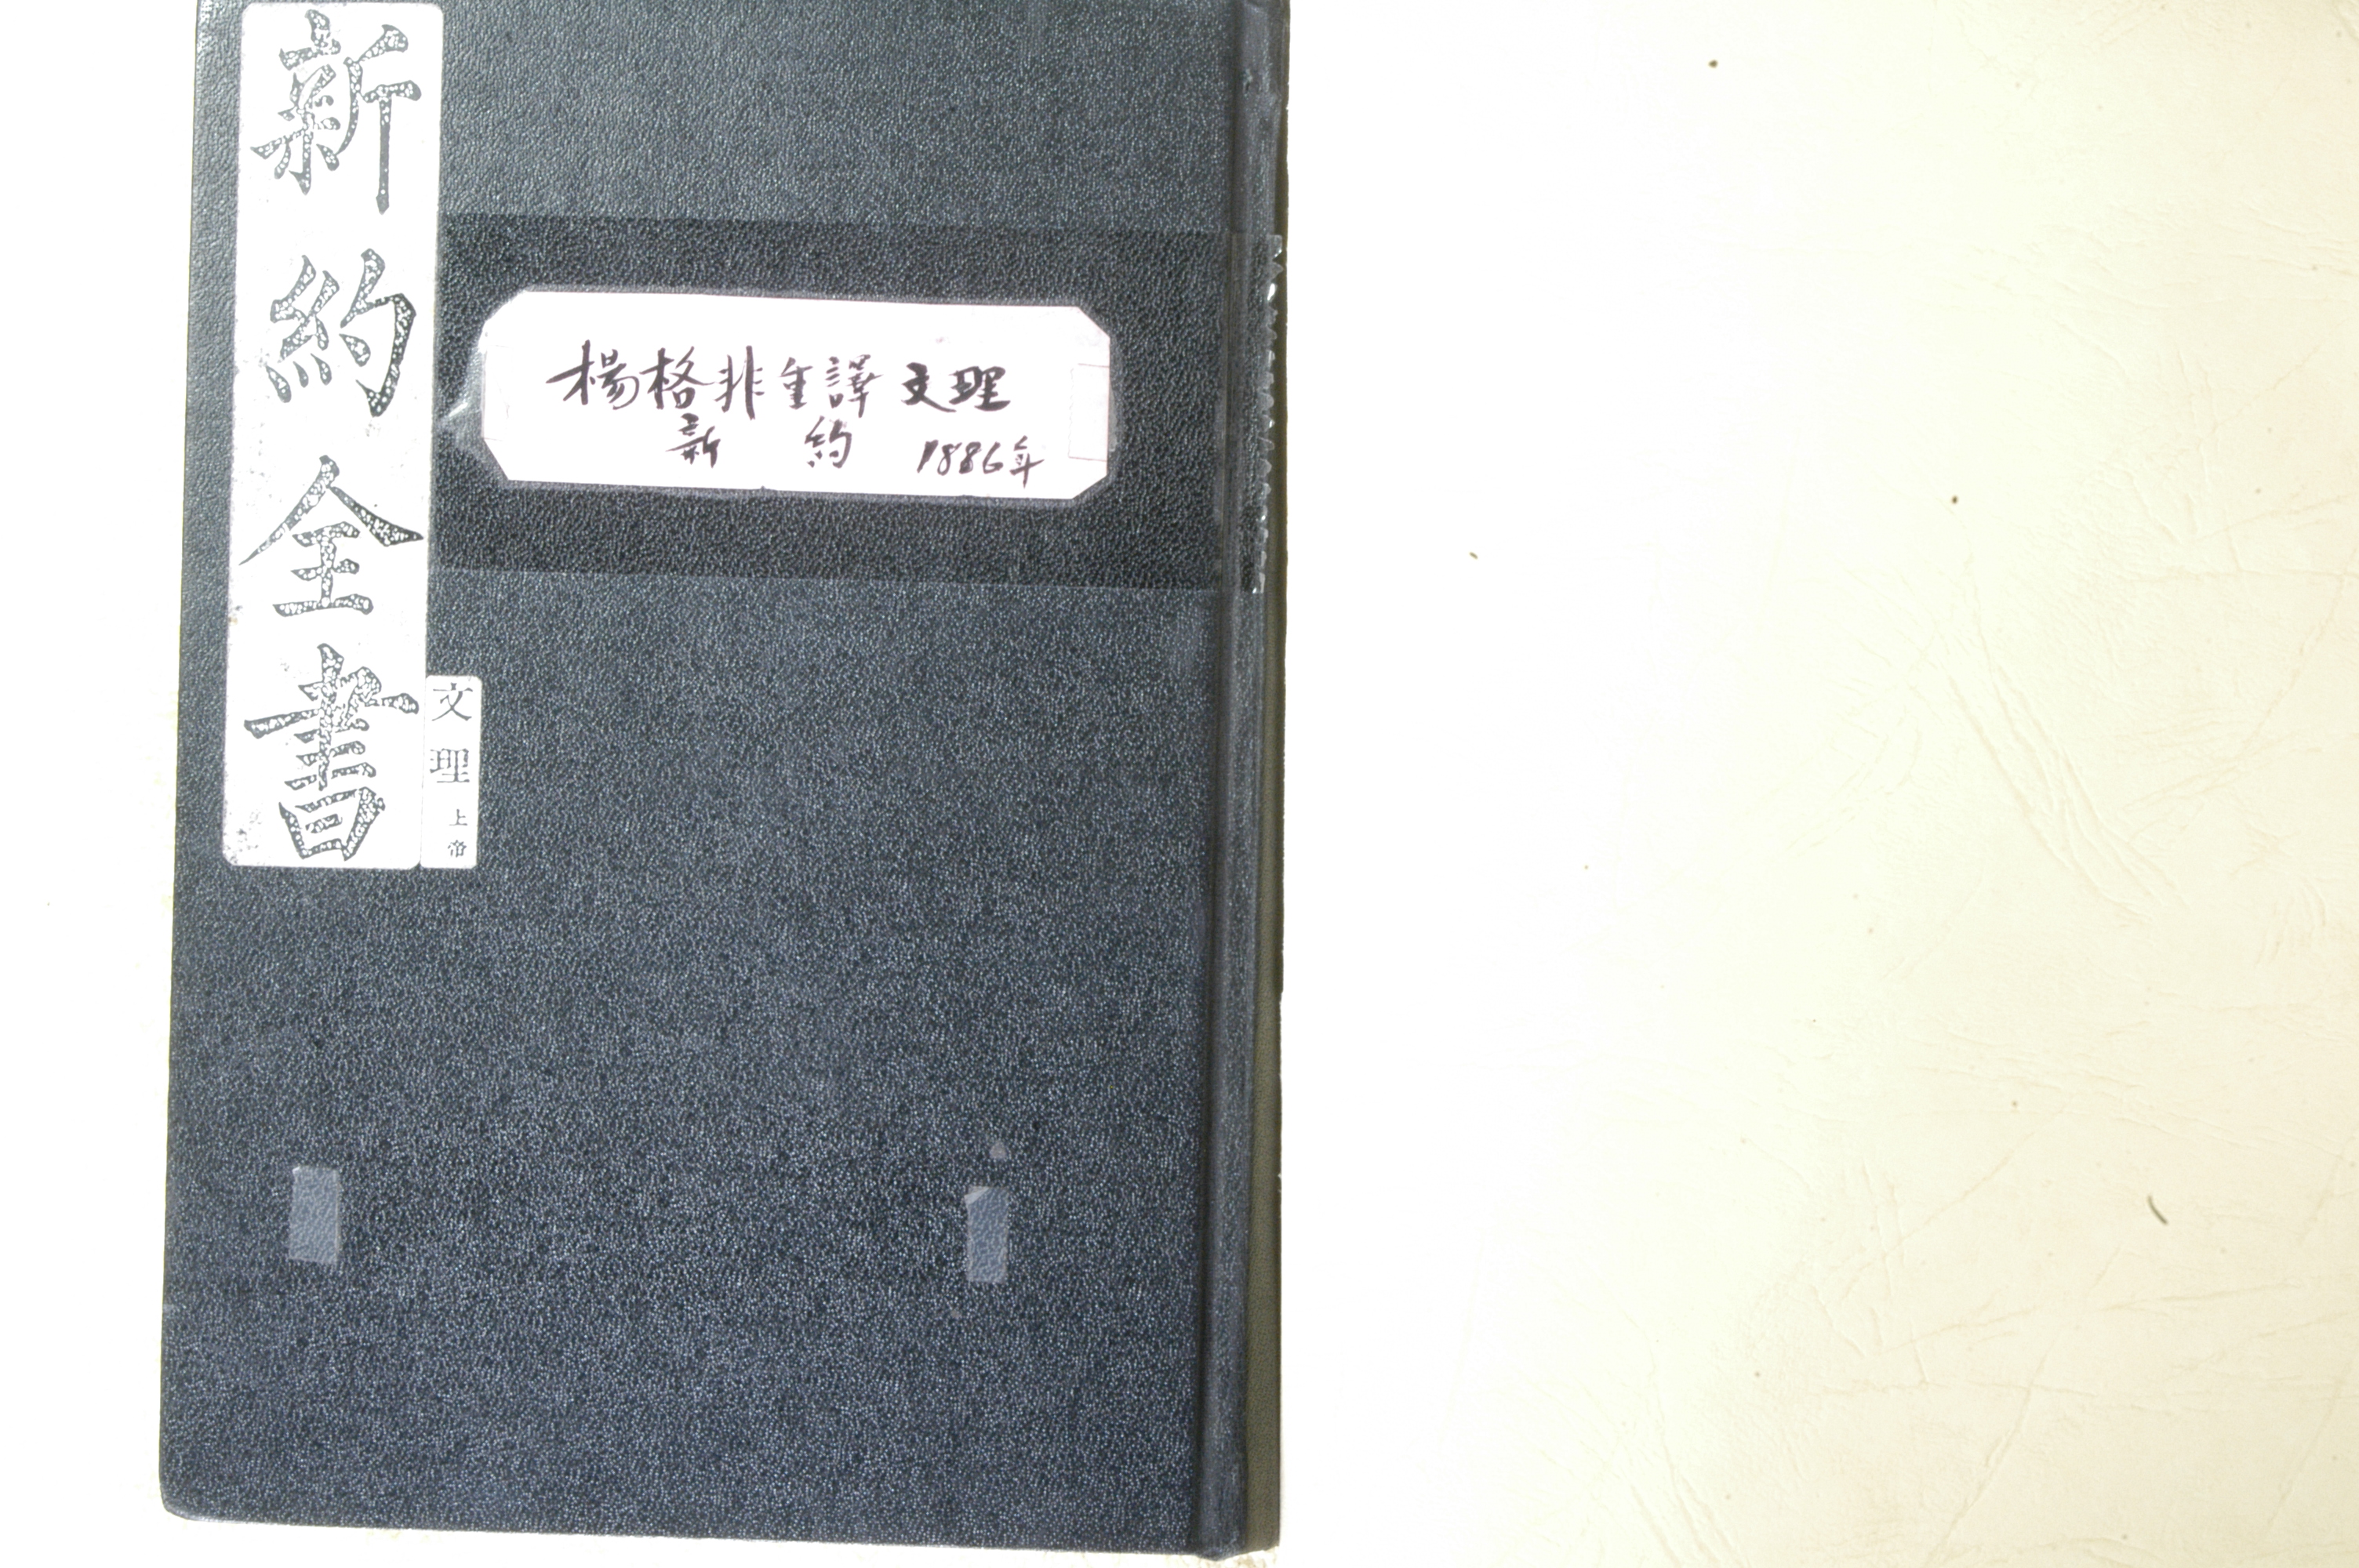 新約全書
文理 上帝
楊格非重譯 文理
新約 1886年